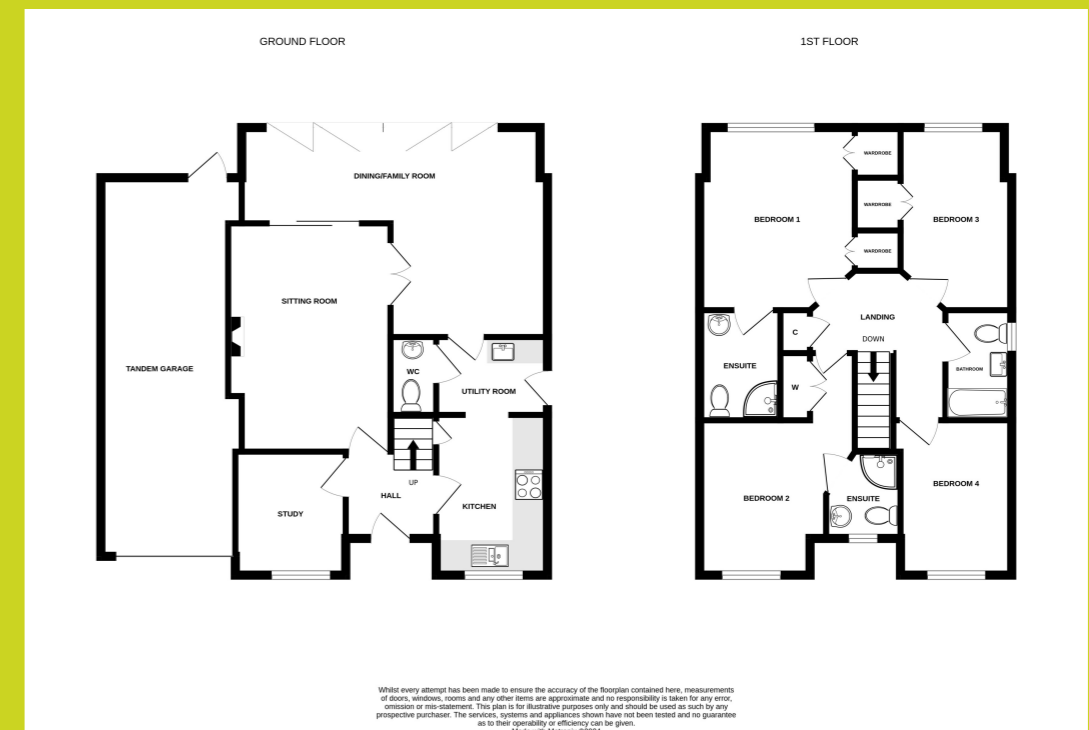 GROUND FLOOR
1ST FLOOR
DINING/FAMILY ROOM
SITTING ROOM
TANDEM GARAGE
WC
UTILITY ROOM
UP
HALL
KITCHEN
STUDY
WARDROBE
WARDROBE
WARDROBE
BEDROOM 1
BEDROOM 3
LANDING
C
DOWN
ENSUITE
BATHROOM
W
BEDROOM 2
ENSUITE
BEDROOM 4
Whilst every attempt has been made to ensure the accuracy of the floorplan contained here, measurements
of doors, windows, rooms and any other items are approximate and no responsibility is taken for any error,
omission or mis-statement. This plan is for illustrative purposes only and should be used as such by any
prospective purchaser. The services, systems and appliances shown have not been tested and no guarantee
as to their operability or efficiency can be given.